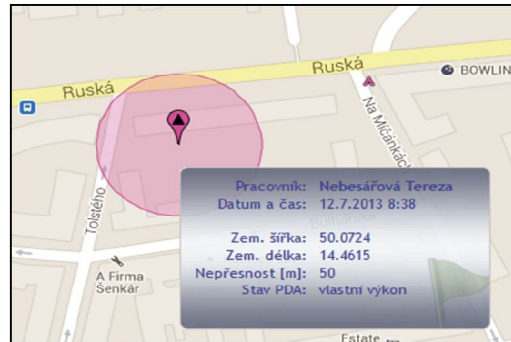 Ruská
Ruská
BOWLIN
Na Míčánkách
Tolstého
A Firma
Šenkár
Pracovník: Nebesářová Tereza
Datum a čas: 12.7.2013 8:38
Zem. šířka: 50.0724
Zem. délka: 14.4615
Nepřesnost [m]: 50
Stav PDA: vlastní výkon
Estate